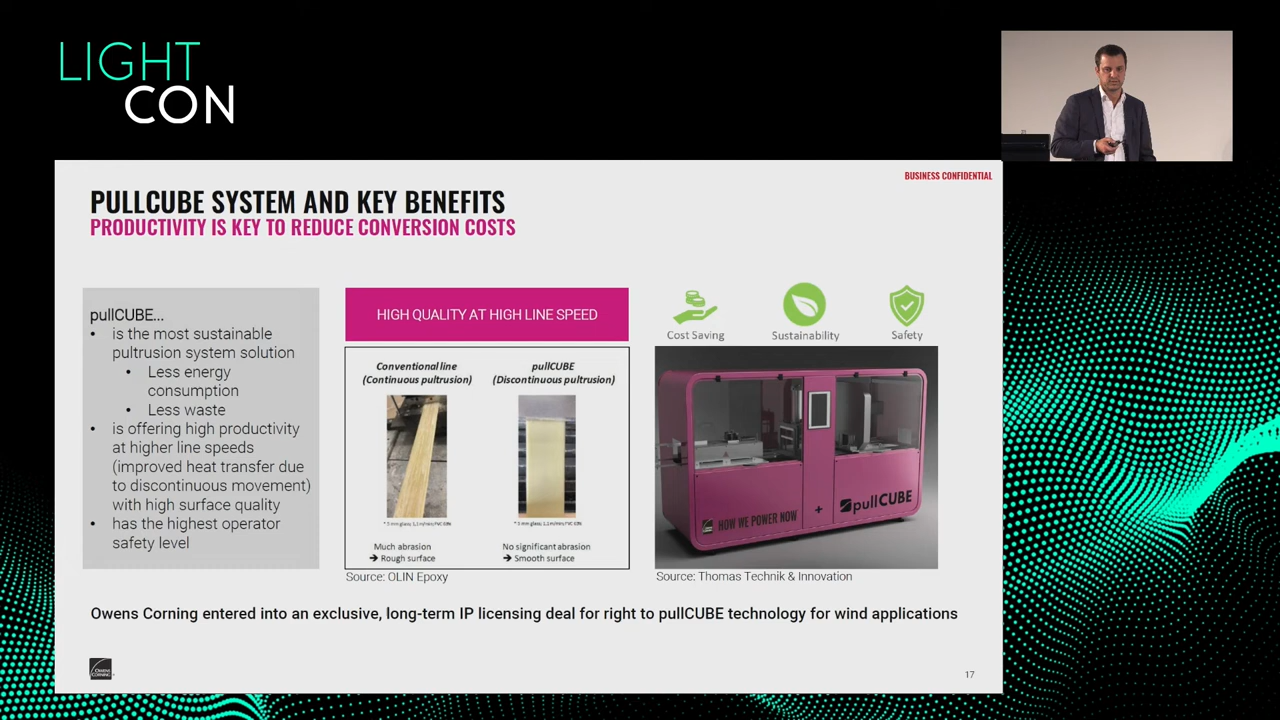 LIGHT
CON
BUSINESS CONFIDENTIAL
PULLCUBE SYSTEM AND KEY BENEFITS
PRODUCTIVITY IS KEY TO REDUCE CONVERSION COSTS
pullCUBE...
• is the most sustainable
pultrusion system solution
• Less energy
consumption
• Less waste
• is offering high productivity
at higher line speeds
(improved heat transfer due
to discontinuous movement)
with high surface quality
• has the highest operator
safety level
HIGH QUALITY AT HIGH LINE SPEED
Conventional line
(Continuous pultrusion)
Much abrasion
➔ Rough surface
pullCUBE
(Discontinuous pultrusion)
No significant abrasion
➔ Smooth surface
Source: OLIN Epoxy
Cost Saving
Sustainability
Safety
HOW WE POWER NOW
+
pullCUBE
Source: Thomas Technik & Innovation
Owens Corning entered into an exclusive, long-term IP licensing deal for right to pullCUBE technology for wind applications
OWENS
CORNING
17